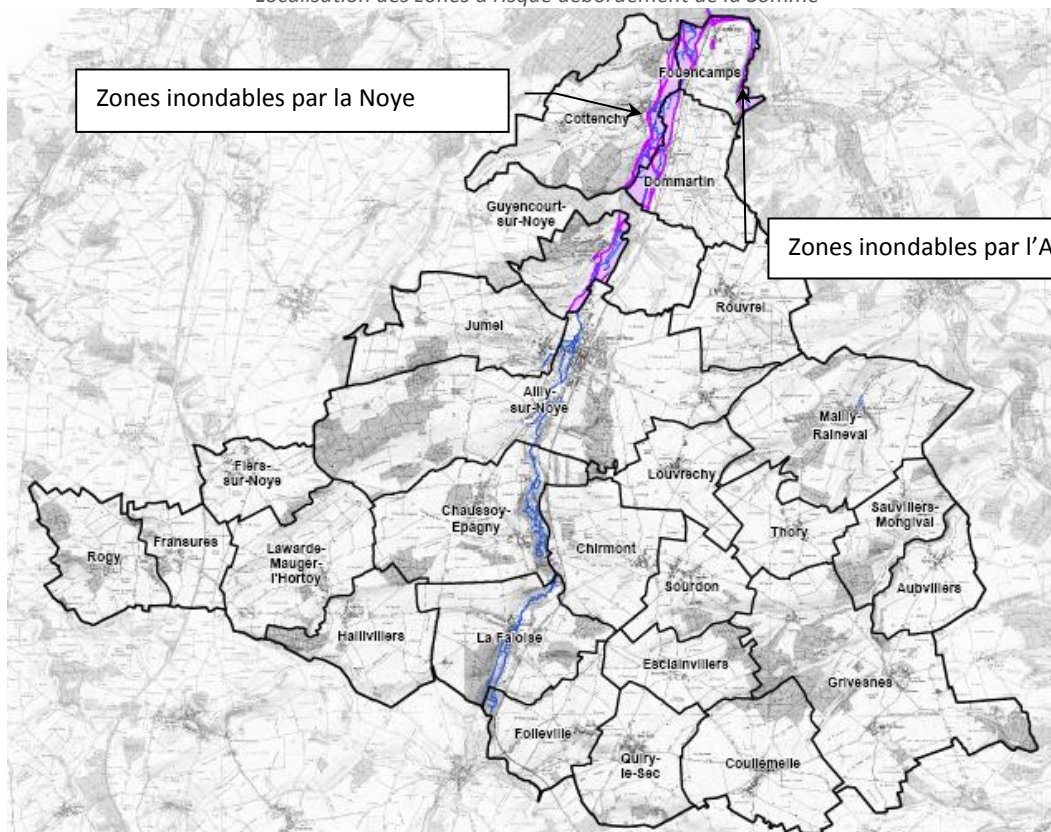 Localisation des zones à risque débordement de la Somme
Fouencamps
Zones inondables par la Noye
Cottenchy
Dommartin
Guyencourt-
sur-Noye
Zones inondables par l'A
Rouvrel
Jumel
Ailly-
sur-Noye
Mailly-
Raineval
Flers-
sur-Noye
Louvrechy
Chaussoy-
Epagny
Sauvillers-
Mongival
Thory
Rogy
Fransures
Lawarde-
Mauger-
l'Hortoy
Chirmont
Sourdon
Aubvillers
Hallivillers
La Faloise
Esclainvillers
Grivesnes
Folleville
Quiry-
le-Sec
Coullemelle